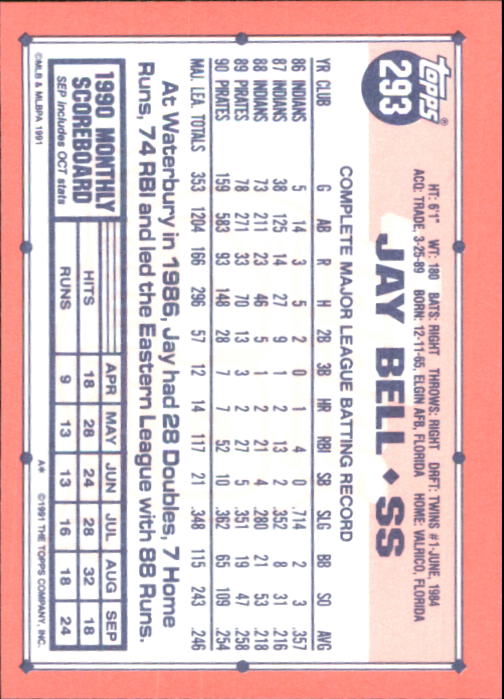 topps®
293
JAY BELL ♦ SS
HT: 6'1" WT: 180 BATS: RIGHT THROWS: RIGHT DRFT: TWINS #1-JUNE, 1984
ACQ: TRADE, 3-25-89 BORN: 12-11-65, ELGIN AFB, FLORIDA HOME: VALRICO, FLORIDA
COMPLETE MAJOR LEAGUE BATTING RECORD
YR CLUB G AB R H 2B 3B HR RBI SB SLG BB SO AVG
86 INDIANS 5 14 3 5 2 0 1 4 0 .714 2 3 .357
87 INDIANS 38 125 14 27 9 1 2 13 2 .352 8 31 .216
88 INDIANS 73 211 23 46 5 1 2 21 4 .280 21 53 .218
89 PIRATES 78 271 33 70 13 3 2 27 5 .351 19 47 .258
90 PIRATES 159 583 93 148 28 7 7 52 10 .362 65 109 .254
MAJ. LEA. TOTALS 353 1204 166 296 57 12 14 117 21 .348 115 243 .246
At Waterbury in 1986, Jay had 28 Doubles, 7 Home
Runs, 74 RBI and led the Eastern League with 88 Runs.
1990 MONTHLY
SCOREBOARD
SEP includes OCT stats
APR MAY JUN JUL AUG SEP
HITS 18 28 24 28 32 18
RUNS 9 13 13 16 18 24
©MLB & MLBPA 1991
A* ©1991 THE TOPPS COMPANY, INC.